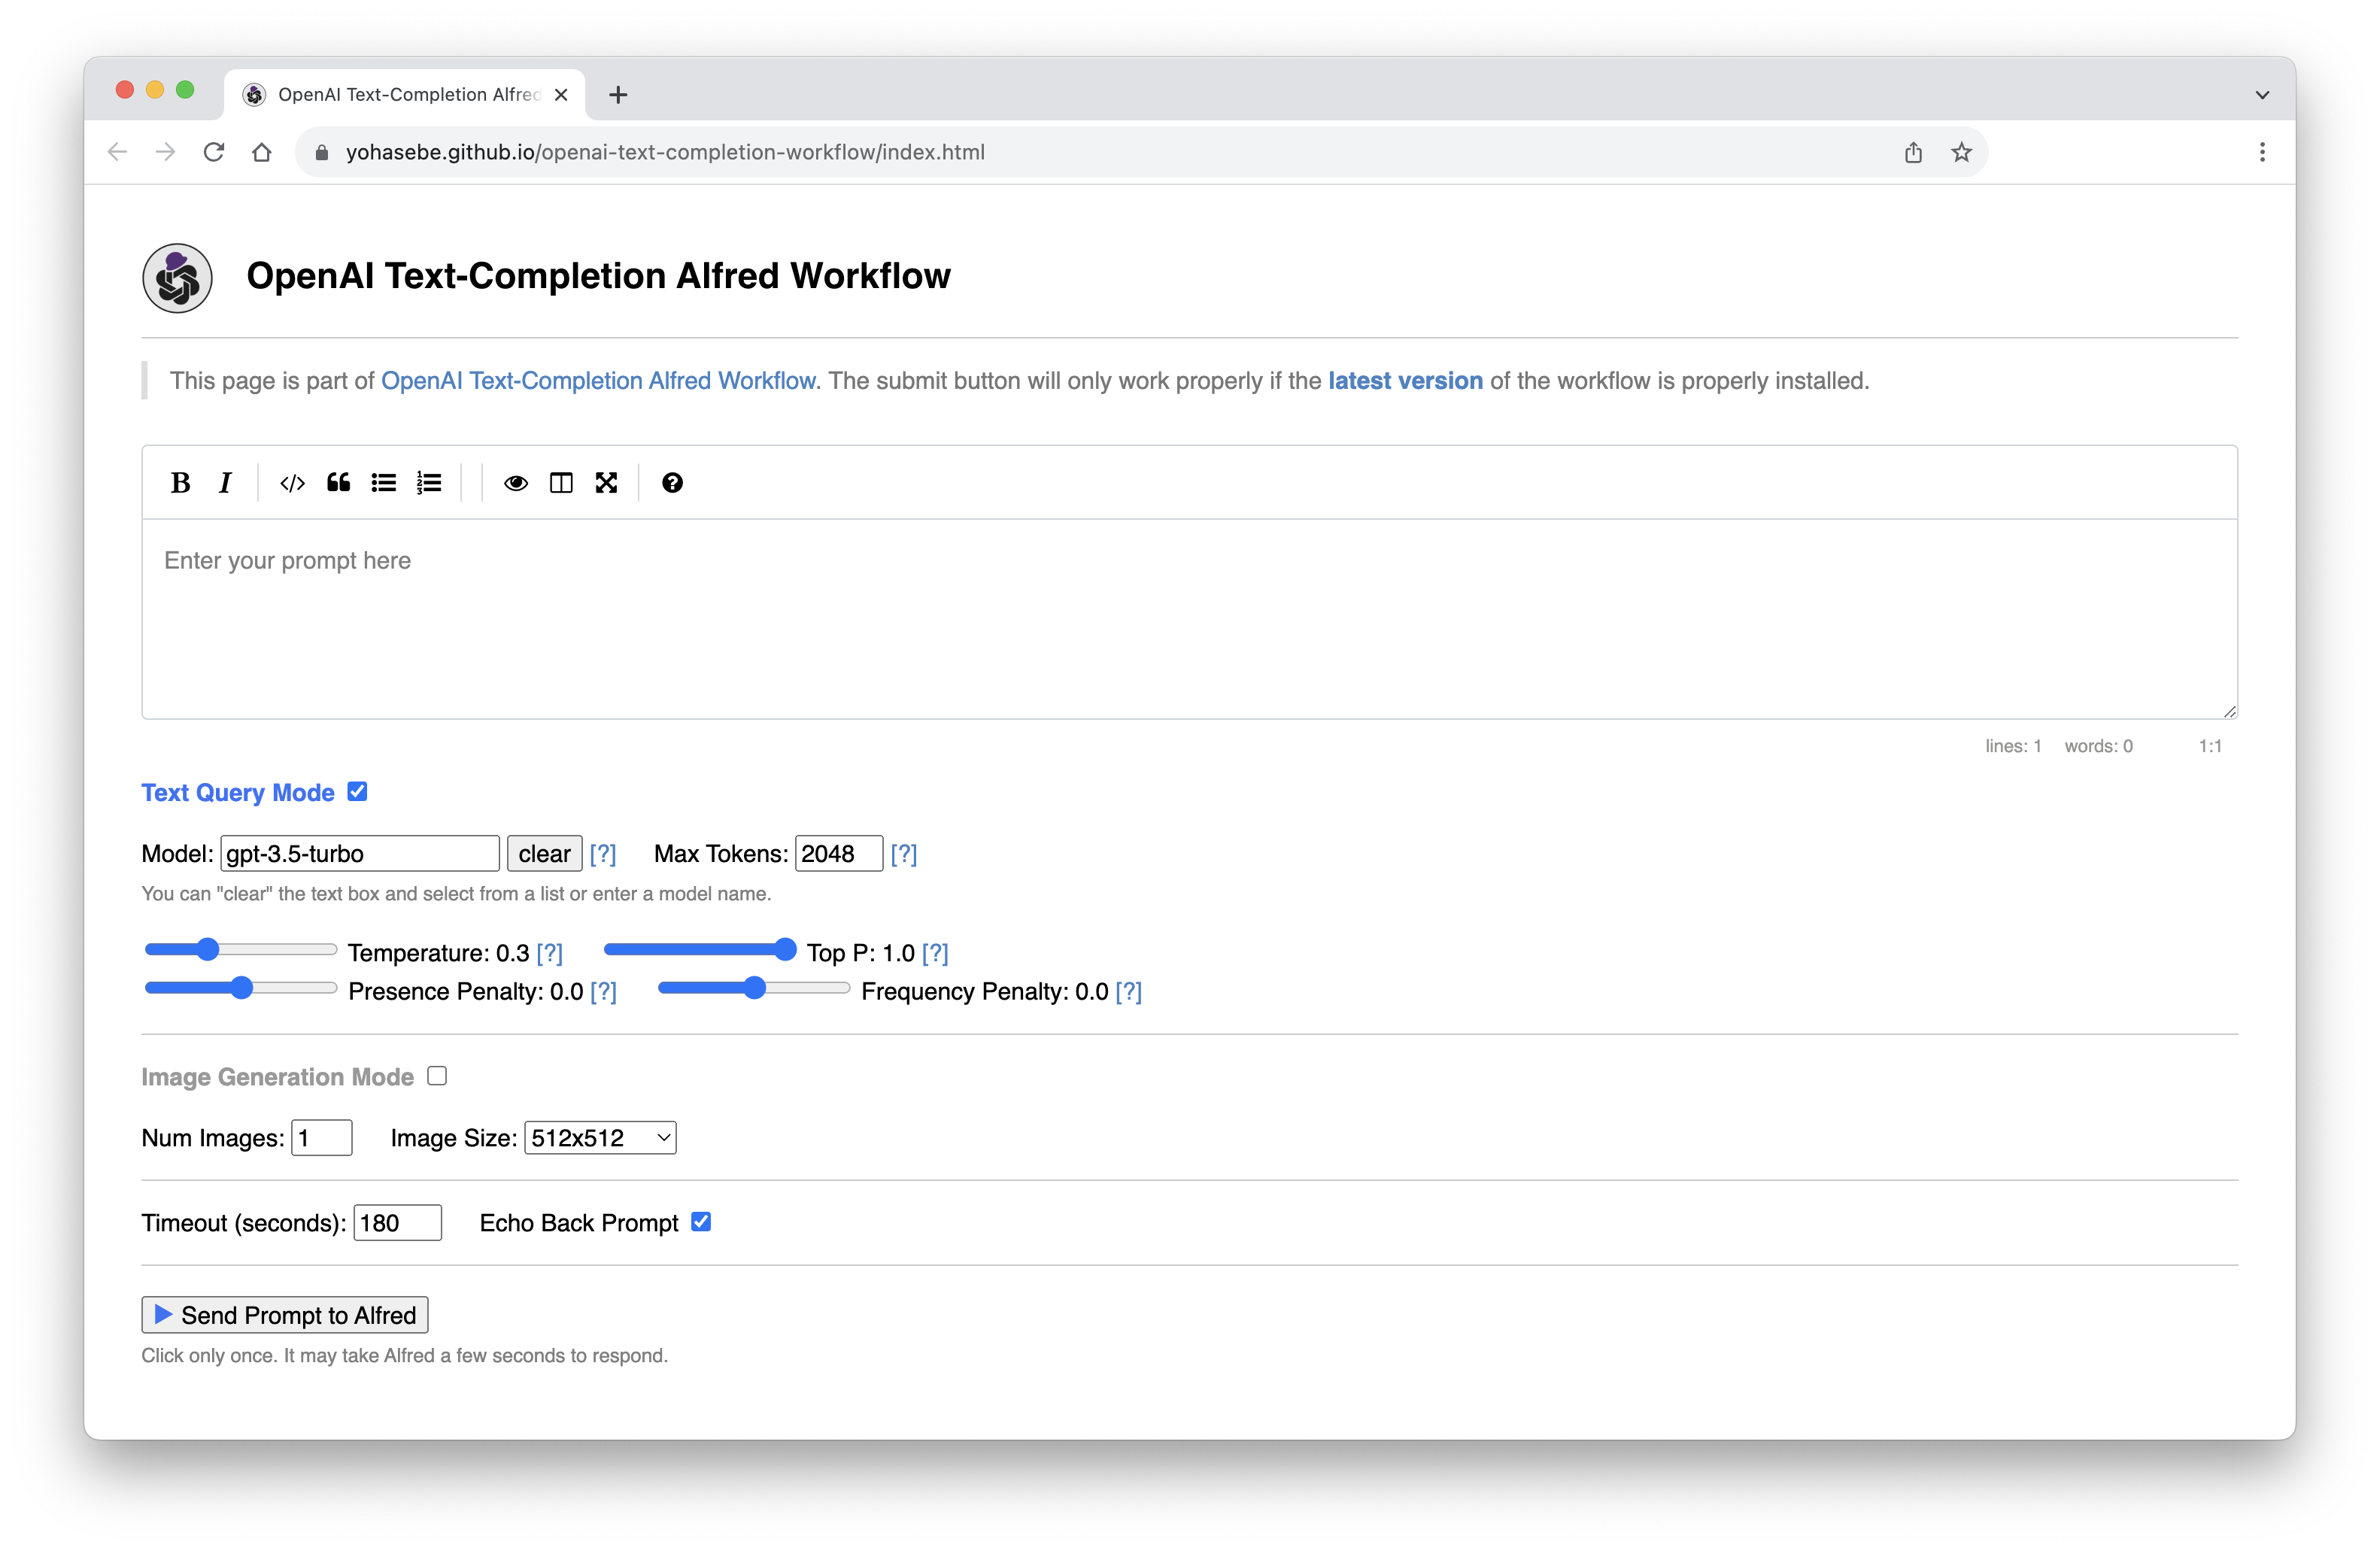 OpenAI Text-Completion Alfred
yohasebe.github.io/openai-text-completion-workflow/index.html
OpenAI Text-Completion Alfred Workflow
This page is part of OpenAI Text-Completion Alfred Workflow. The submit button will only work properly if the latest version of the workflow is properly installed.
Enter your prompt here
lines: 1 words: 0 1:1
Text Query Mode
Model: gpt-3.5-turbo clear [?] Max Tokens: 2048 [?]
You can "clear" the text box and select from a list or enter a model name.
Temperature: 0.3 [?] Top P: 1.0 [?]
Presence Penalty: 0.0 [?] Frequency Penalty: 0.0 [?]
Image Generation Mode
Num Images: 1 Image Size: 512x512
Timeout (seconds): 180 Echo Back Prompt
Send Prompt to Alfred
Click only once. It may take Alfred a few seconds to respond.